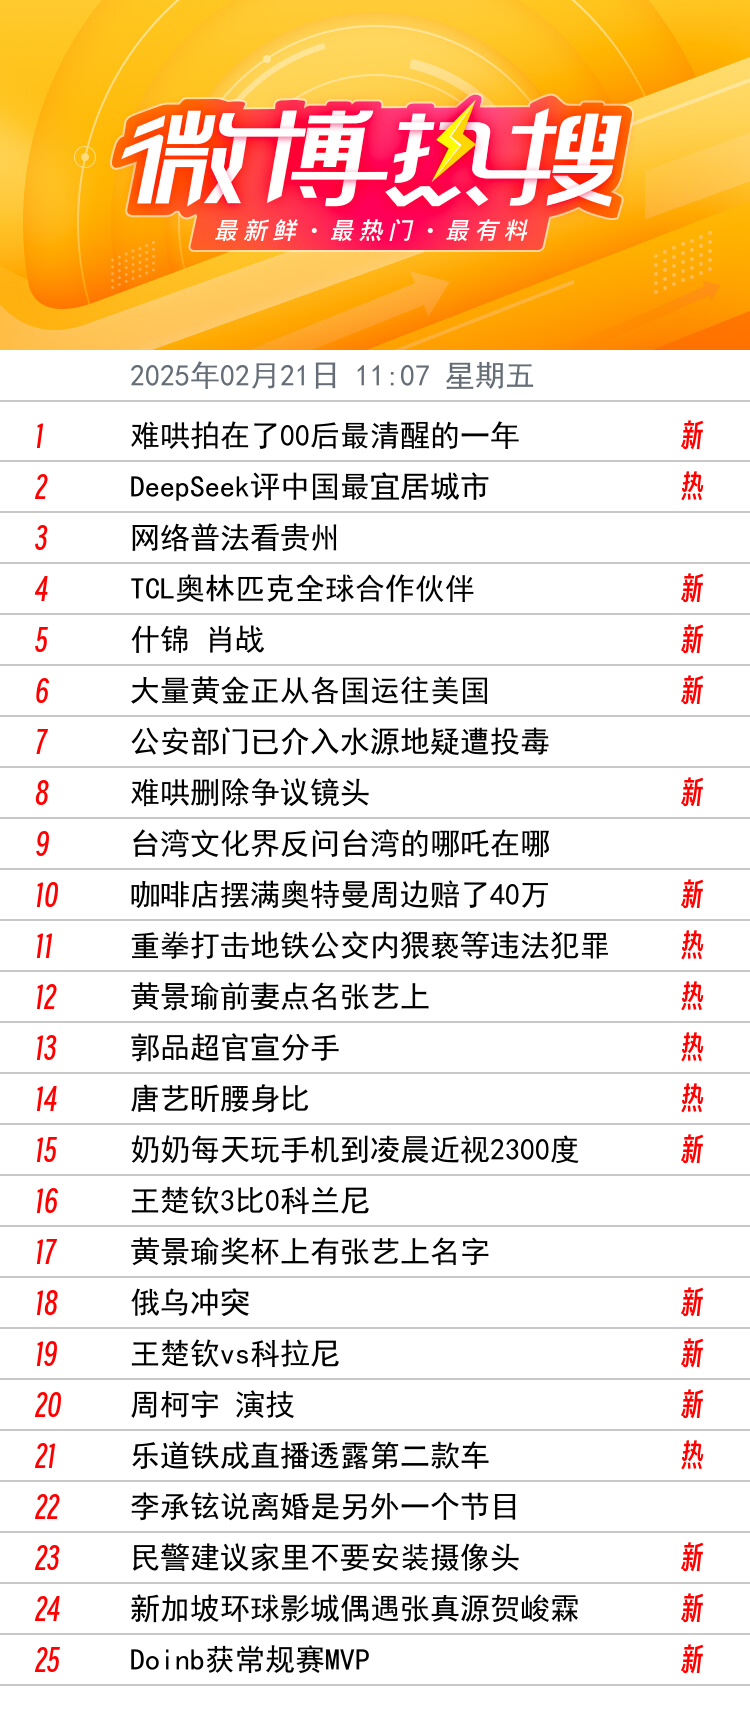 微博热搜
最新鲜·最热门·最有料
2025年02月21日 11:07 星期五
1 难哄拍在了00后最清醒的一年 新
2 DeepSeek评中国最宜居城市 热
3 网络普法看贵州
4 TCL奥林匹克全球合作伙伴 新
5 什锦 肖战 新
6 大量黄金正从各国运往美国 新
7 公安部门已介入水源地疑遭投毒
8 难哄删除争议镜头 新
9 台湾文化界反问台湾的哪吒在哪
10 咖啡店摆满奥特曼周边赔了40万 新
11 重拳打击地铁公交内猥亵等违法犯罪 热
12 黄景瑜前妻点名张艺上 热
13 郭品超官宣分手 热
14 唐艺昕腰身比 热
15 奶奶每天玩手机到凌晨近视2300度 新
16 王楚钦3比0科兰尼
17 黄景瑜奖杯上有张艺上名字
18 俄乌冲突 新
19 王楚钦vs科拉尼 新
20 周柯宇 演技 新
21 乐道铁成直播透露第二款车 热
22 李承铉说离婚是另外一个节目
23 民警建议家里不要安装摄像头 新
24 新加坡环球影城偶遇张真源贺峻霖 新
25 Doinb获常规赛MVP 新